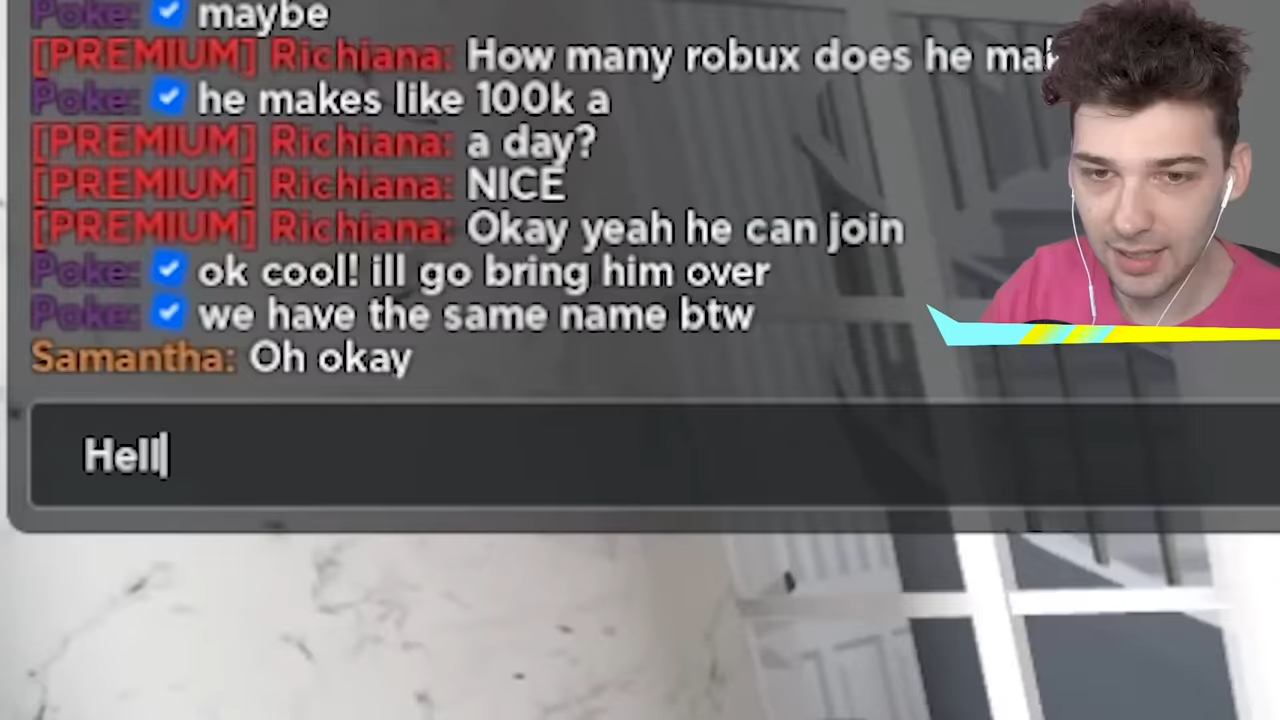 Poke: maybe
[PREMIUM] Richiana: How many robux does he mak
Poke: he makes like 100k a
[PREMIUM] Richiana: a day?
[PREMIUM] Richiana: NICE
[PREMIUM] Richiana: Okay yeah he can join
Poke: ok cool! ill go bring him over
Poke: we have the same name btw
Samantha: Oh okay
Hell